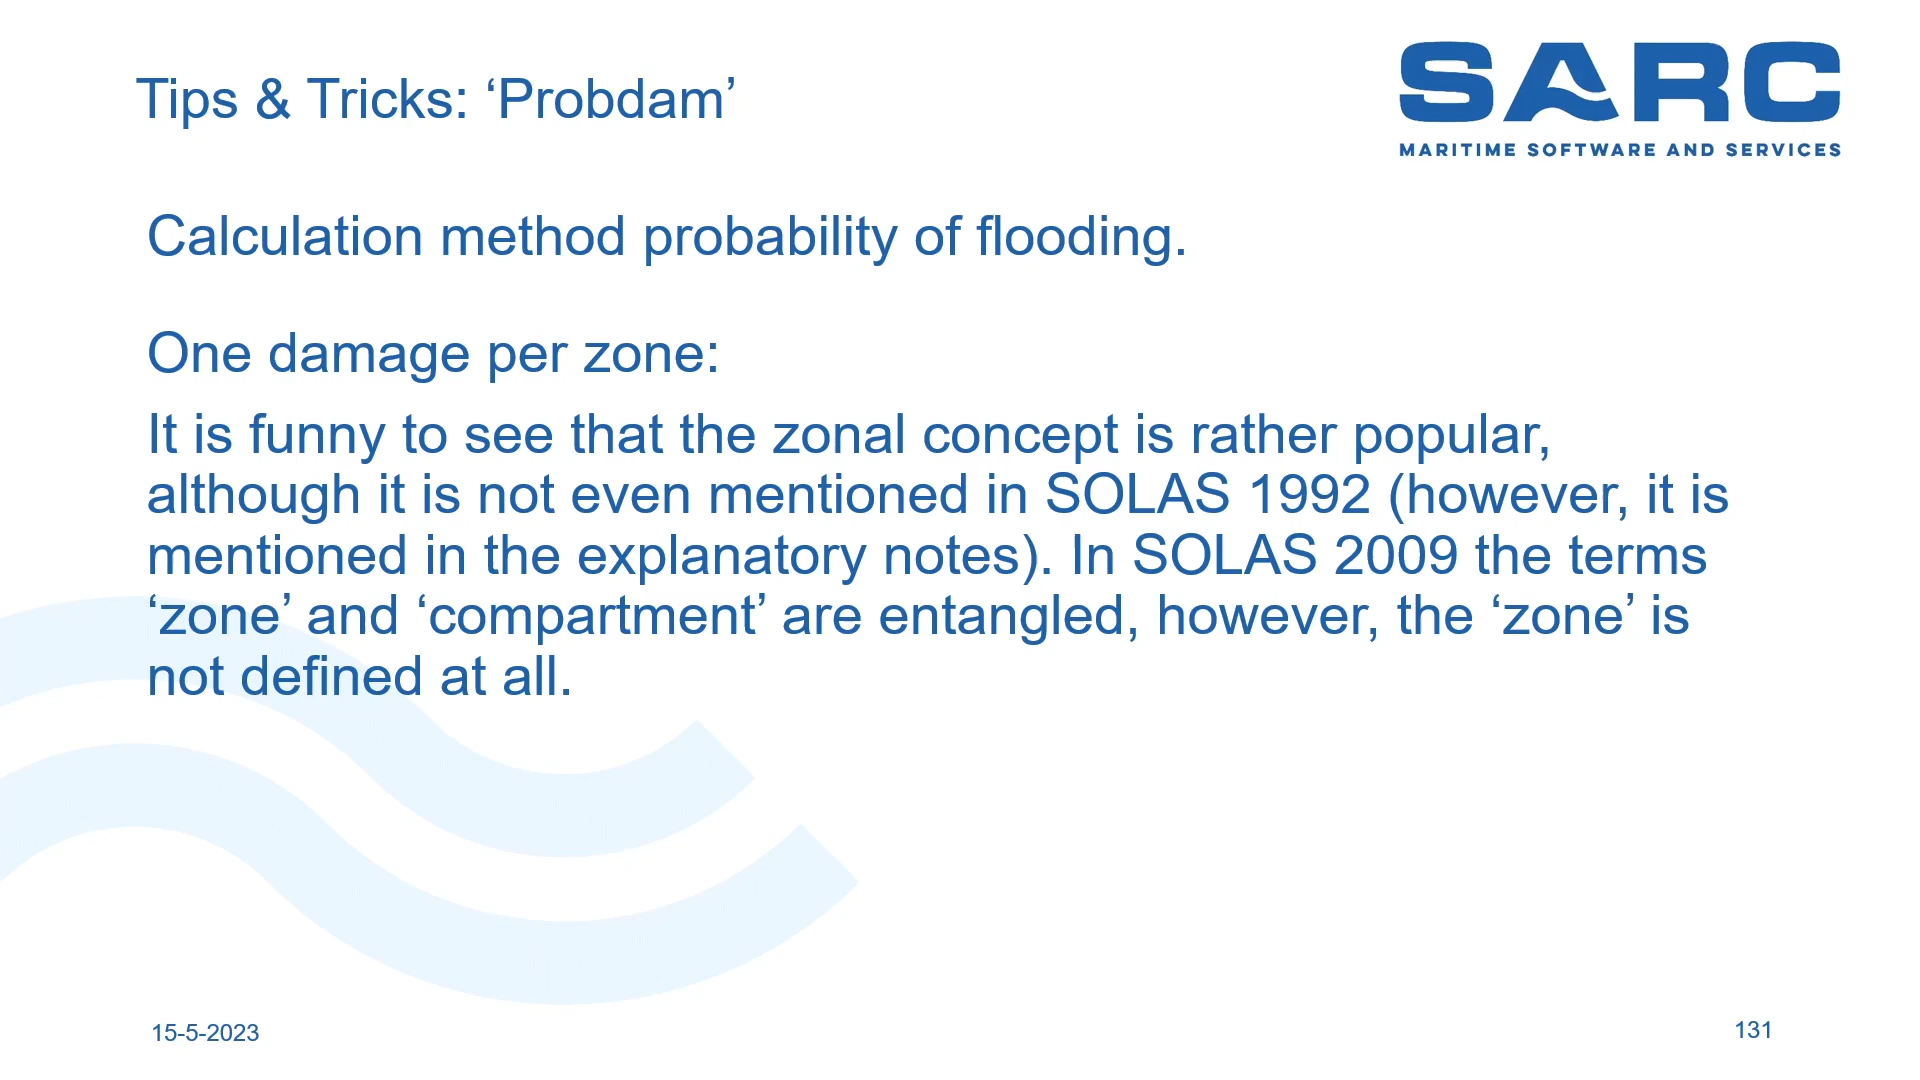 Tips & Tricks: ‘Probdam’
SARC
MARITIME SOFTWARE AND SERVICES
Calculation method probability of flooding.
One damage per zone:
It is funny to see that the zonal concept is rather popular,
although it is not even mentioned in SOLAS 1992 (however, it is
mentioned in the explanatory notes). In SOLAS 2009 the terms
‘zone’ and ‘compartment’ are entangled, however, the ‘zone’ is
not defined at all.
15-5-2023
131